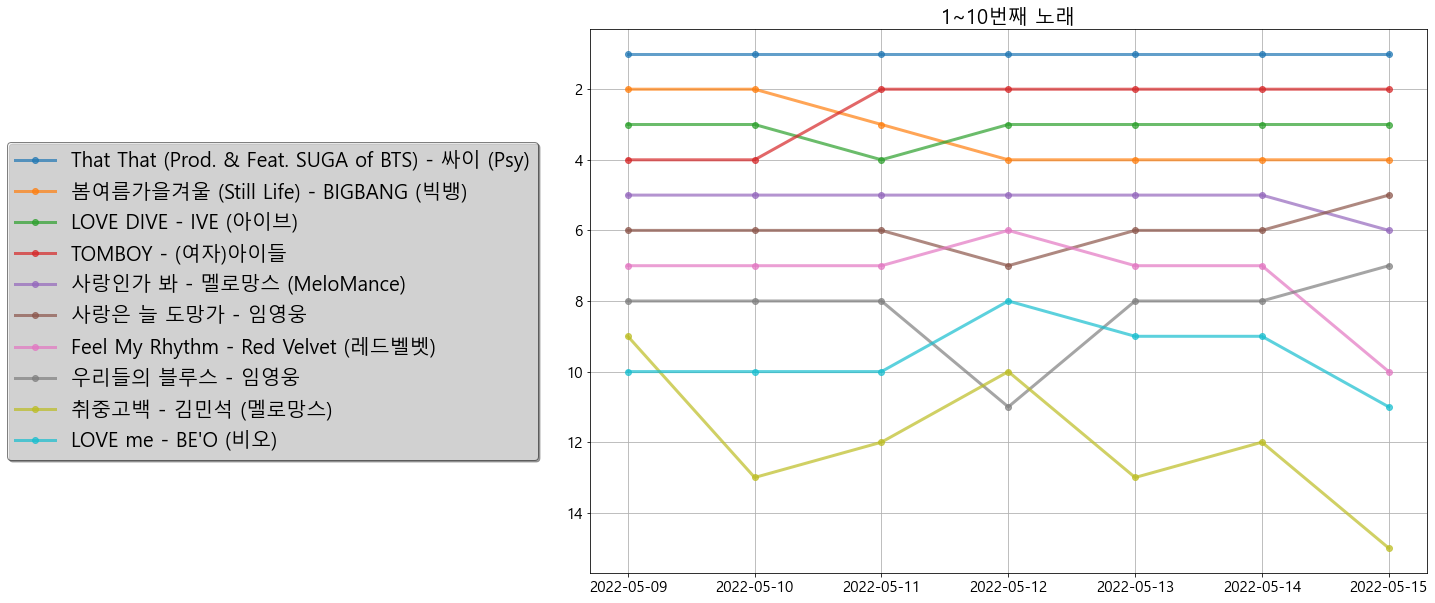 1~10번째 노래
That That (Prod. & Feat. SUGA of BTS) - 싸이 (Psy)
봄여름가을겨울 (Still Life) - BIGBANG (빅뱅)
LOVE DIVE - IVE (아이브)
TOMBOY - (여자)아이들
사랑인가 봐 - 멜로망스 (MeloMance)
사랑은 늘 도망가 - 임영웅
Feel My Rhythm - Red Velvet (레드벨벳)
우리들의 블루스 - 임영웅
취중고백 - 김민석 (멜로망스)
LOVE me - BE'O (비오)
2
4
6
8
10
12
14
2022-05-09 2022-05-10 2022-05-11 2022-05-12 2022-05-13 2022-05-14 2022-05-15